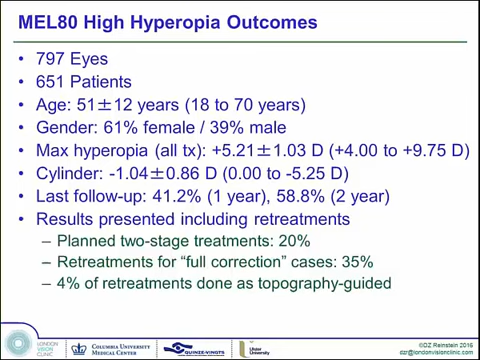 MEL80 High Hyperopia Outcomes
• 797 Eyes
• 651 Patients
• Age: 51±12 years (18 to 70 years)
• Gender: 61% female / 39% male
• Max hyperopia (all tx): +5.21±1.03 D (+4.00 to +9.75 D)
• Cylinder: -1.04±0.86 D (0.00 to -5.25 D)
• Last follow-up: 41.2% (1 year), 58.8% (2 year)
• Results presented including retreatments
– Planned two-stage treatments: 20%
– Retreatments for “full correction” cases: 35%
– 4% of retreatments done as topography-guided
LONDON
VISION
CLINIC
COLUMBIA UNIVERSITY
MEDICAL CENTER
QUINZE-VINGTS
Ulster
University
©DZ Reinstein 2016
dzr@londonvisionclinic.com